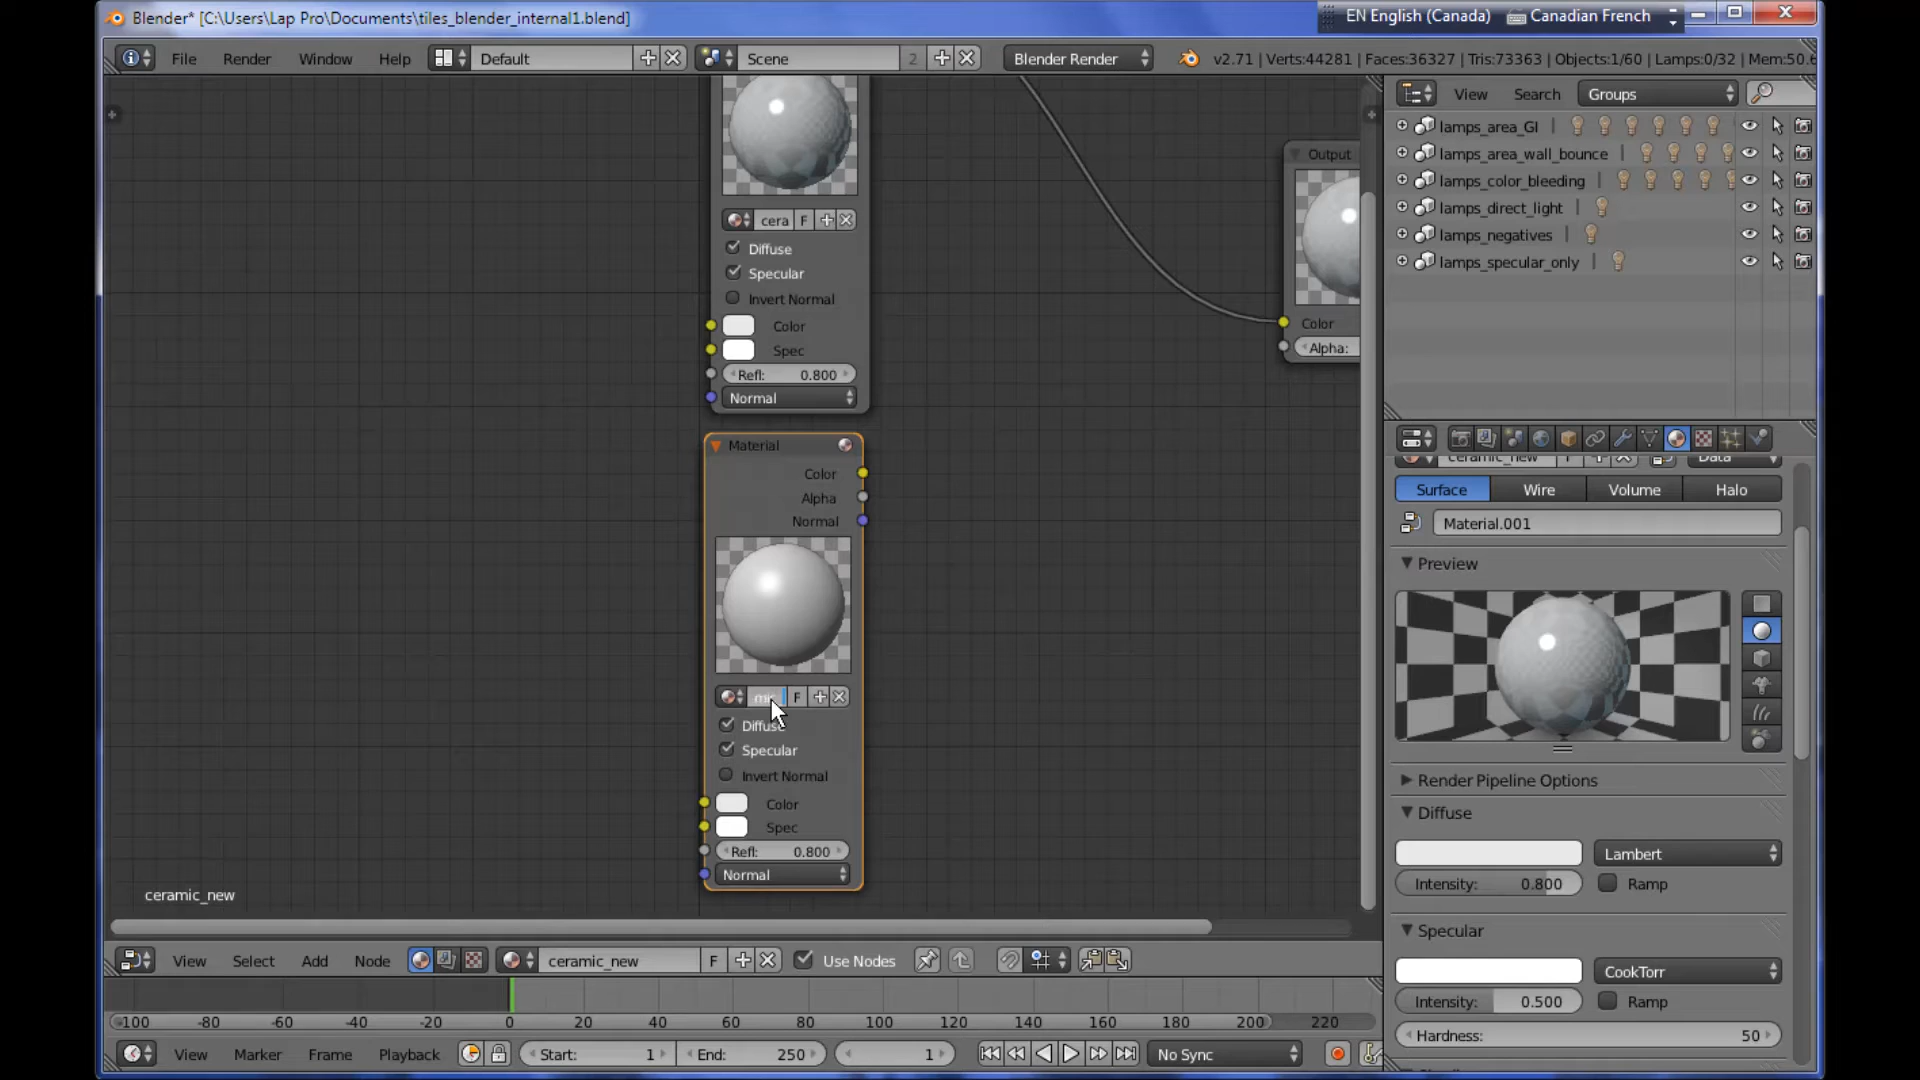 Blender* [C:\Users\Lap Pro\Documents\tiles_blender_internal1.blend]
EN English (Canada) Canadian French
File Render Window Help Default Scene 2 Blender Render v2.71 | Verts:44281 | Faces:36327 | Tris:73363 | Objects:1/60 | Lamps:0/32 | Mem:50.
View Search Groups
lamps_area_GI
lamps_area_wall_bounce
lamps_color_bleeding
lamps_direct_light
lamps_negatives
lamps_specular_only
Output
Color
Alpha:
cera F
Diffuse
Specular
Invert Normal
Color
Spec
Refl: 0.800
Normal
Material
Color
Alpha
Normal
F
Diffuse
Specular
Invert Normal
Color
Spec
Refl: 0.800
Normal
ceramic_new
ceramic_new F Data
Surface Wire Volume Halo
Material.001
Preview
Render Pipeline Options
Diffuse
Lambert
Intensity: 0.800 Ramp
Specular
CookTorr
Intensity: 0.500 Ramp
Hardness: 50
View Select Add Node ceramic_new F Use Nodes
-100 -80 -60 -40 -20 0 20 40 60 80 100 120 140 160 180 200 220
View Marker Frame Playback Start: 1 End: 250 1 No Sync